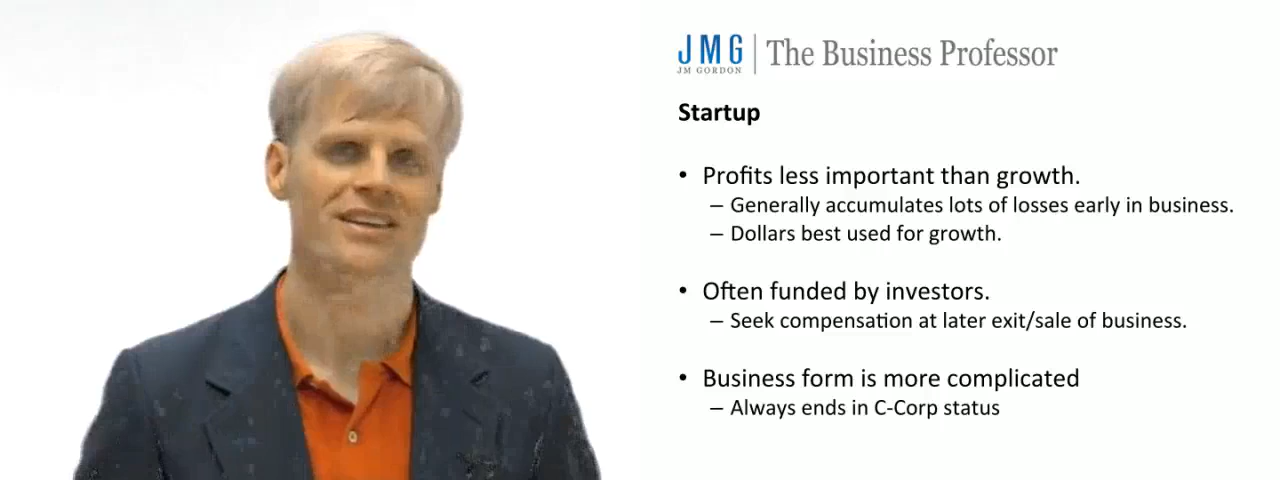 JMG
JM GORDON
The Business Professor
Startup
• Profits less important than growth.
– Generally accumulates lots of losses early in business.
– Dollars best used for growth.
• Often funded by investors.
– Seek compensation at later exit/sale of business.
• Business form is more complicated
– Always ends in C-Corp status